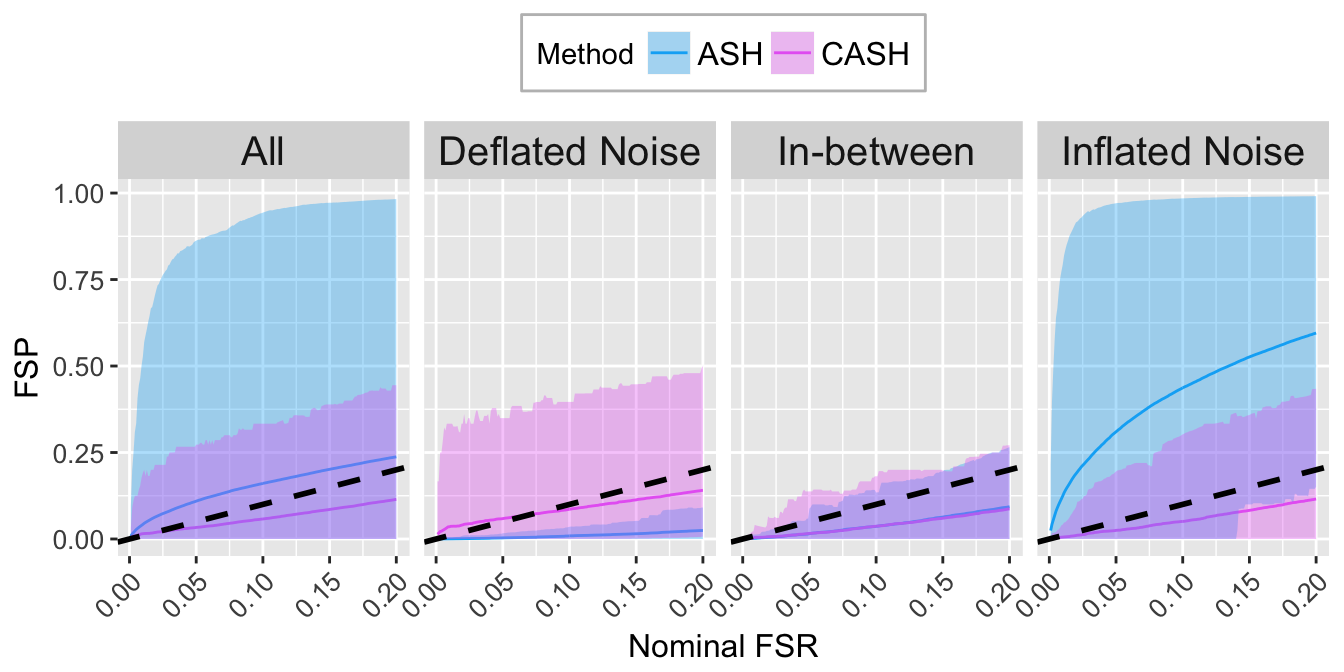 Method ASH CASH
All Deflated Noise In-between Inflated Noise
1.00
0.75
0.50
0.25
0.00
FSP
0.00 0.05 0.10 0.15 0.20 0.00 0.05 0.10 0.15 0.20 0.00 0.05 0.10 0.15 0.20 0.00 0.05 0.10 0.15 0.20
Nominal FSR